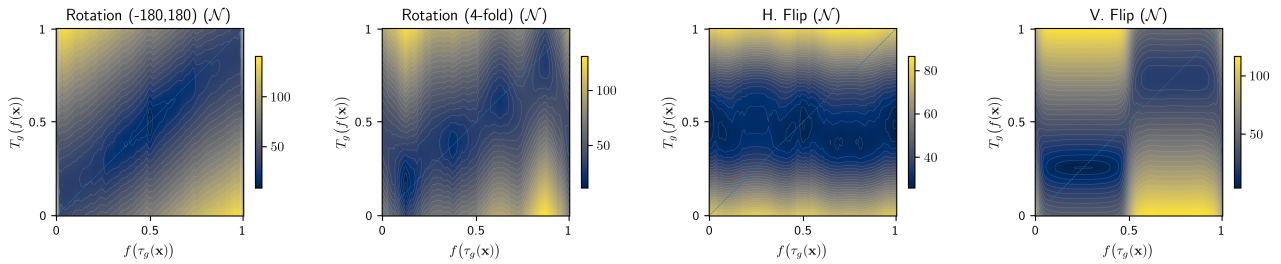 Rotation (-180,180) (𝒩)
1
0.5
0
0
0.5
1
T_g(f(𝐱))
f(τ_g(𝐱))
100
50
Rotation (4-fold) (𝒩)
1
0.5
0
0
0.5
1
T_g(f(𝐱))
f(τ_g(𝐱))
100
50
H. Flip (𝒩)
1
0.5
0
0
0.5
1
T_g(f(𝐱))
f(τ_g(𝐱))
80
60
40
V. Flip (𝒩)
1
0.5
0
0
0.5
1
T_g(f(𝐱))
f(τ_g(𝐱))
100
50